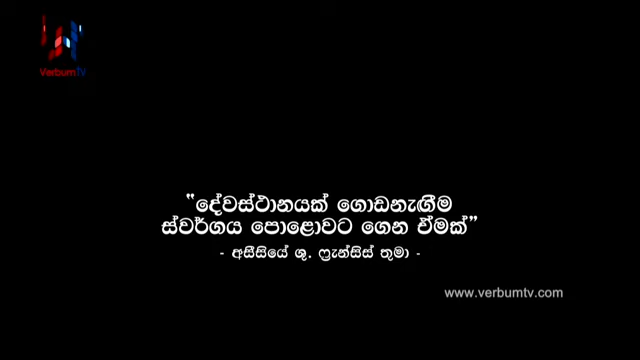 VerbumTV
"දේවස්ථානයක් ගොඩනැඟීම
ස්වර්ගය පොළොවට ගෙන ඒමක්"
- අසීසියේ ශු. ෆ්‍රැන්සිස් තුමා -
www.verbumtv.com